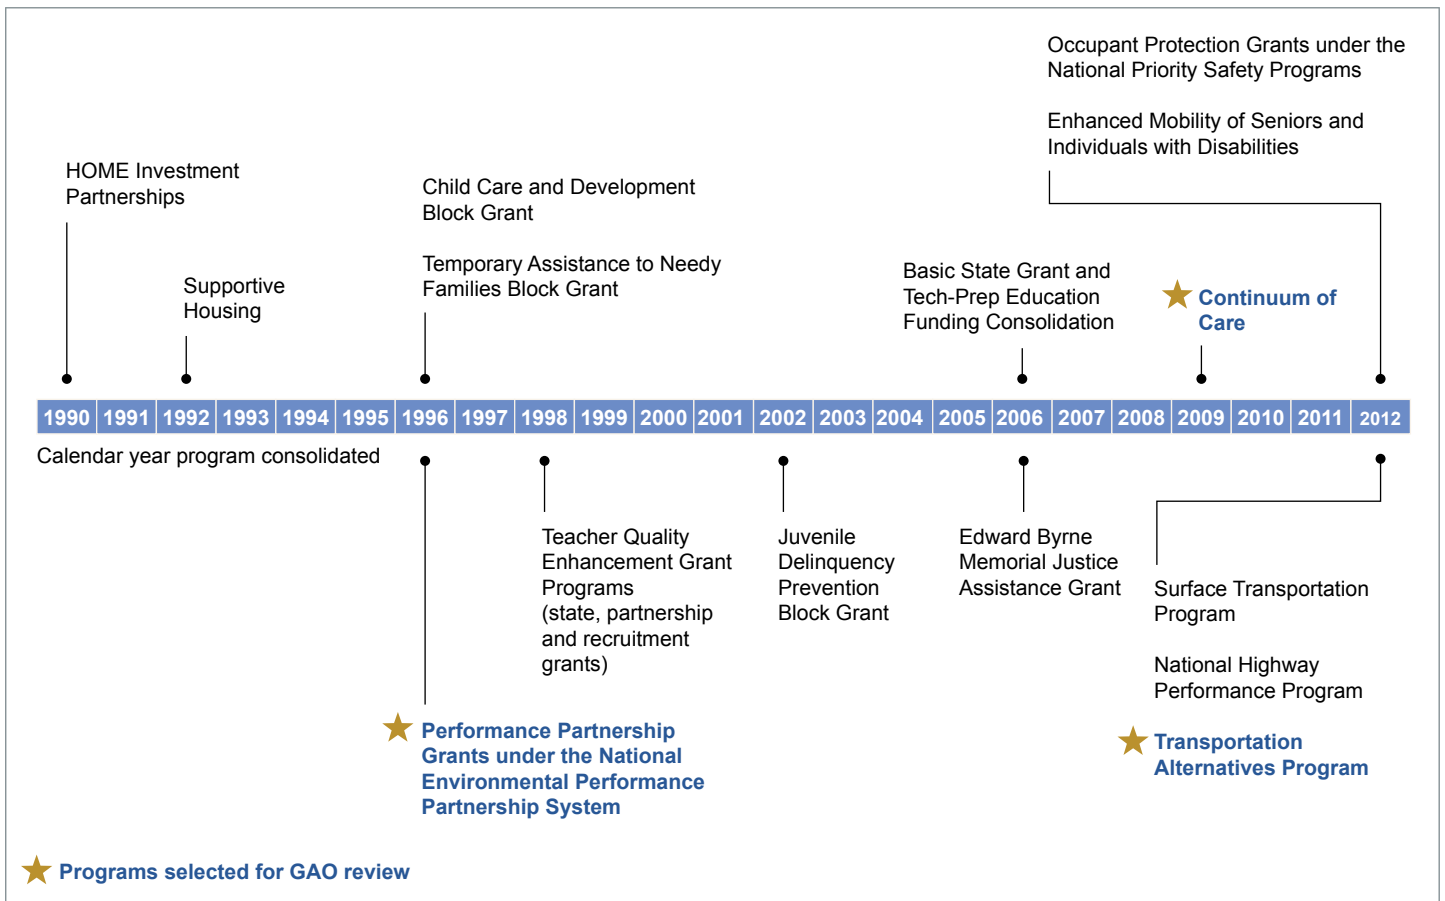 Occupant Protection Grants under the
National Priority Safety Programs
Enhanced Mobility of Seniors and
Individuals with Disabilities
HOME Investment
Partnerships
Child Care and Development
Block Grant
Temporary Assistance to Needy
Families Block Grant
Supportive
Housing
Basic State Grant and
Tech-Prep Education
Funding Consolidation
Continuum of
Care
1990 1991 1992 1993 1994 1995 1996 1997 1998 1999 2000 2001 2002 2003 2004 2005 2006 2007 2008 2009 2010 2011 2012
Calendar year program consolidated
Teacher Quality
Enhancement Grant
Programs
(state, partnership
and recruitment
grants)
Juvenile
Delinquency
Prevention
Block Grant
Edward Byrne
Memorial Justice
Assistance Grant
Surface Transportation
Program
National Highway
Performance Program
Performance Partnership
Grants under the National
Environmental Performance
Partnership System
Transportation
Alternatives Program
Programs selected for GAO review